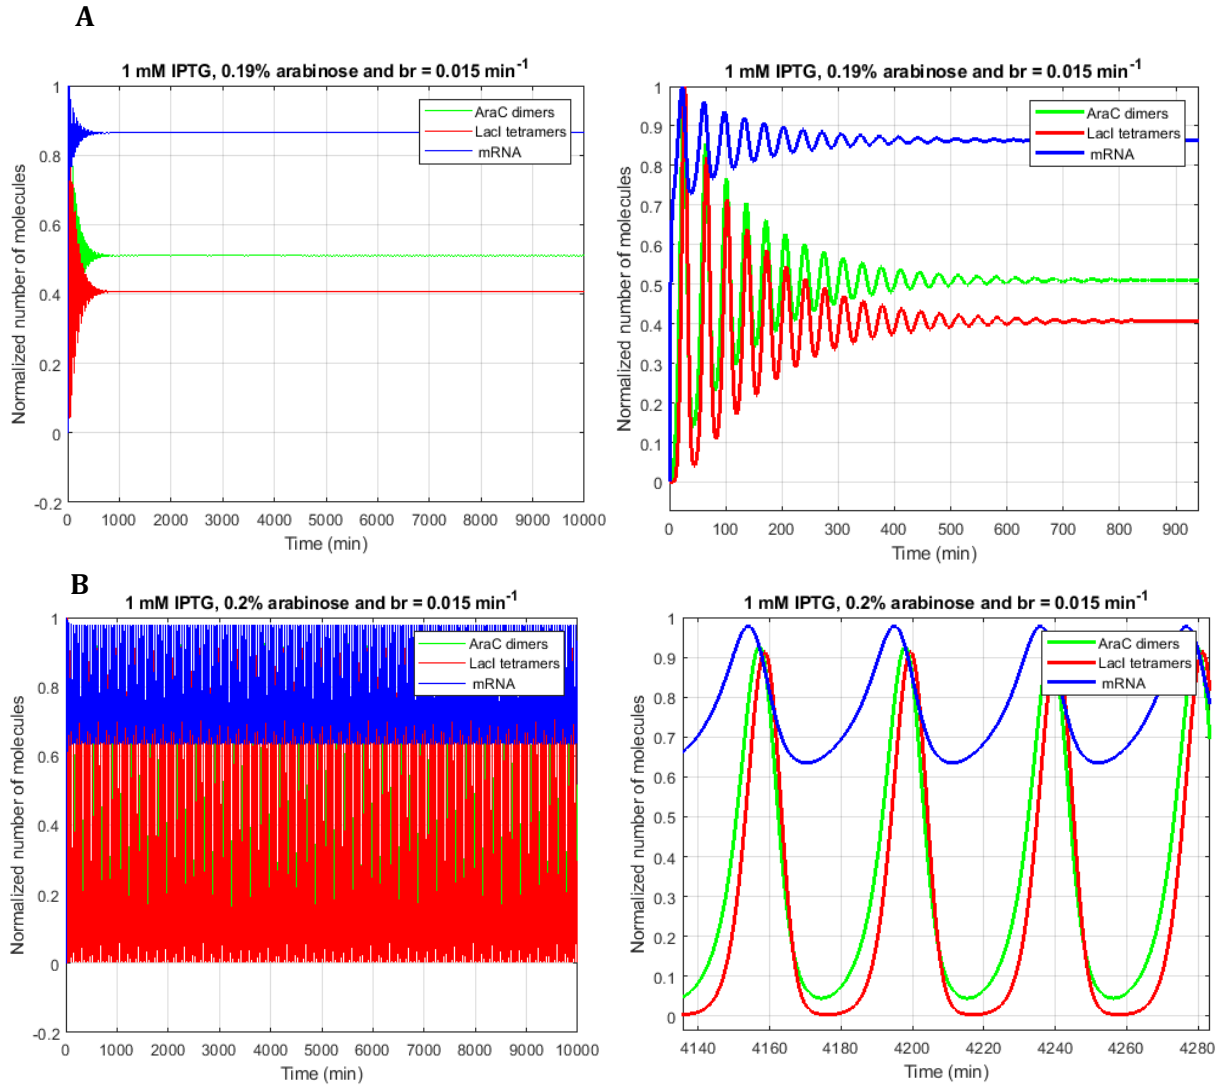 A
1 mM IPTG, 0.19% arabinose and br = 0.015 min⁻¹
Normalized number of molecules
1
0.8
0.6
0.4
0.2
0
-0.2
AraC dimers
LacI tetramers
mRNA
0 1000 2000 3000 4000 5000 6000 7000 8000 9000 10000
Time (min)
1 mM IPTG, 0.19% arabinose and br = 0.015 min⁻¹
Normalized number of molecules
1
0.9
0.8
0.7
0.6
0.5
0.4
0.3
0.2
0.1
0
AraC dimers
LacI tetramers
mRNA
0 100 200 300 400 500 600 700 800 900
Time (min)
B
1 mM IPTG, 0.2% arabinose and br = 0.015 min⁻¹
Normalized number of molecules
1
0.8
0.6
0.4
0.2
0
-0.2
AraC dimers
LacI tetramers
mRNA
0 1000 2000 3000 4000 5000 6000 7000 8000 9000 10000
Time (min)
1 mM IPTG, 0.2% arabinose and br = 0.015 min⁻¹
Normalized number of molecules
1
0.9
0.8
0.7
0.6
0.5
0.4
0.3
0.2
0.1
0
AraC dimers
LacI tetramers
mRNA
4140 4160 4180 4200 4220 4240 4260 4280
Time (min)